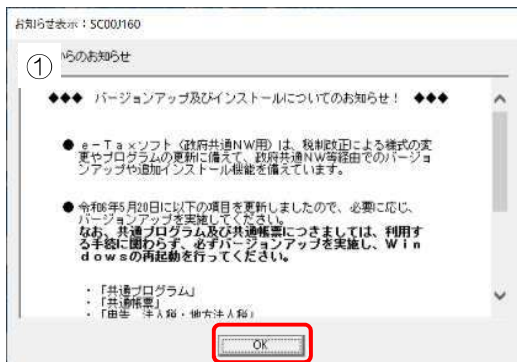 お知らせ表示:SC00J160
① からのお知らせ
◆◆◆ バージョンアップ及びインストールについてのお知らせ! ◆◆◆
● e-Taxソフト(政府共通NW用)は、税制改正による様式の変
更やプログラムの更新に備えて、政府共通NW等経由でのバージョ
ンアップや追加インストール機能を備えています。
● 令和6年5月20日に以下の項目を更新しましたので、必要に応じ、
バージョンアップを実施してください。
なお、共通プログラム及び共通帳票につきましては、利用す
る手続に関わらず、必ずバージョンアップを実施し、Win
dowsの再起動を行ってください。
・「共通プログラム」
・「共通帳票」
・「申告 法人税・地方法人税」
OK